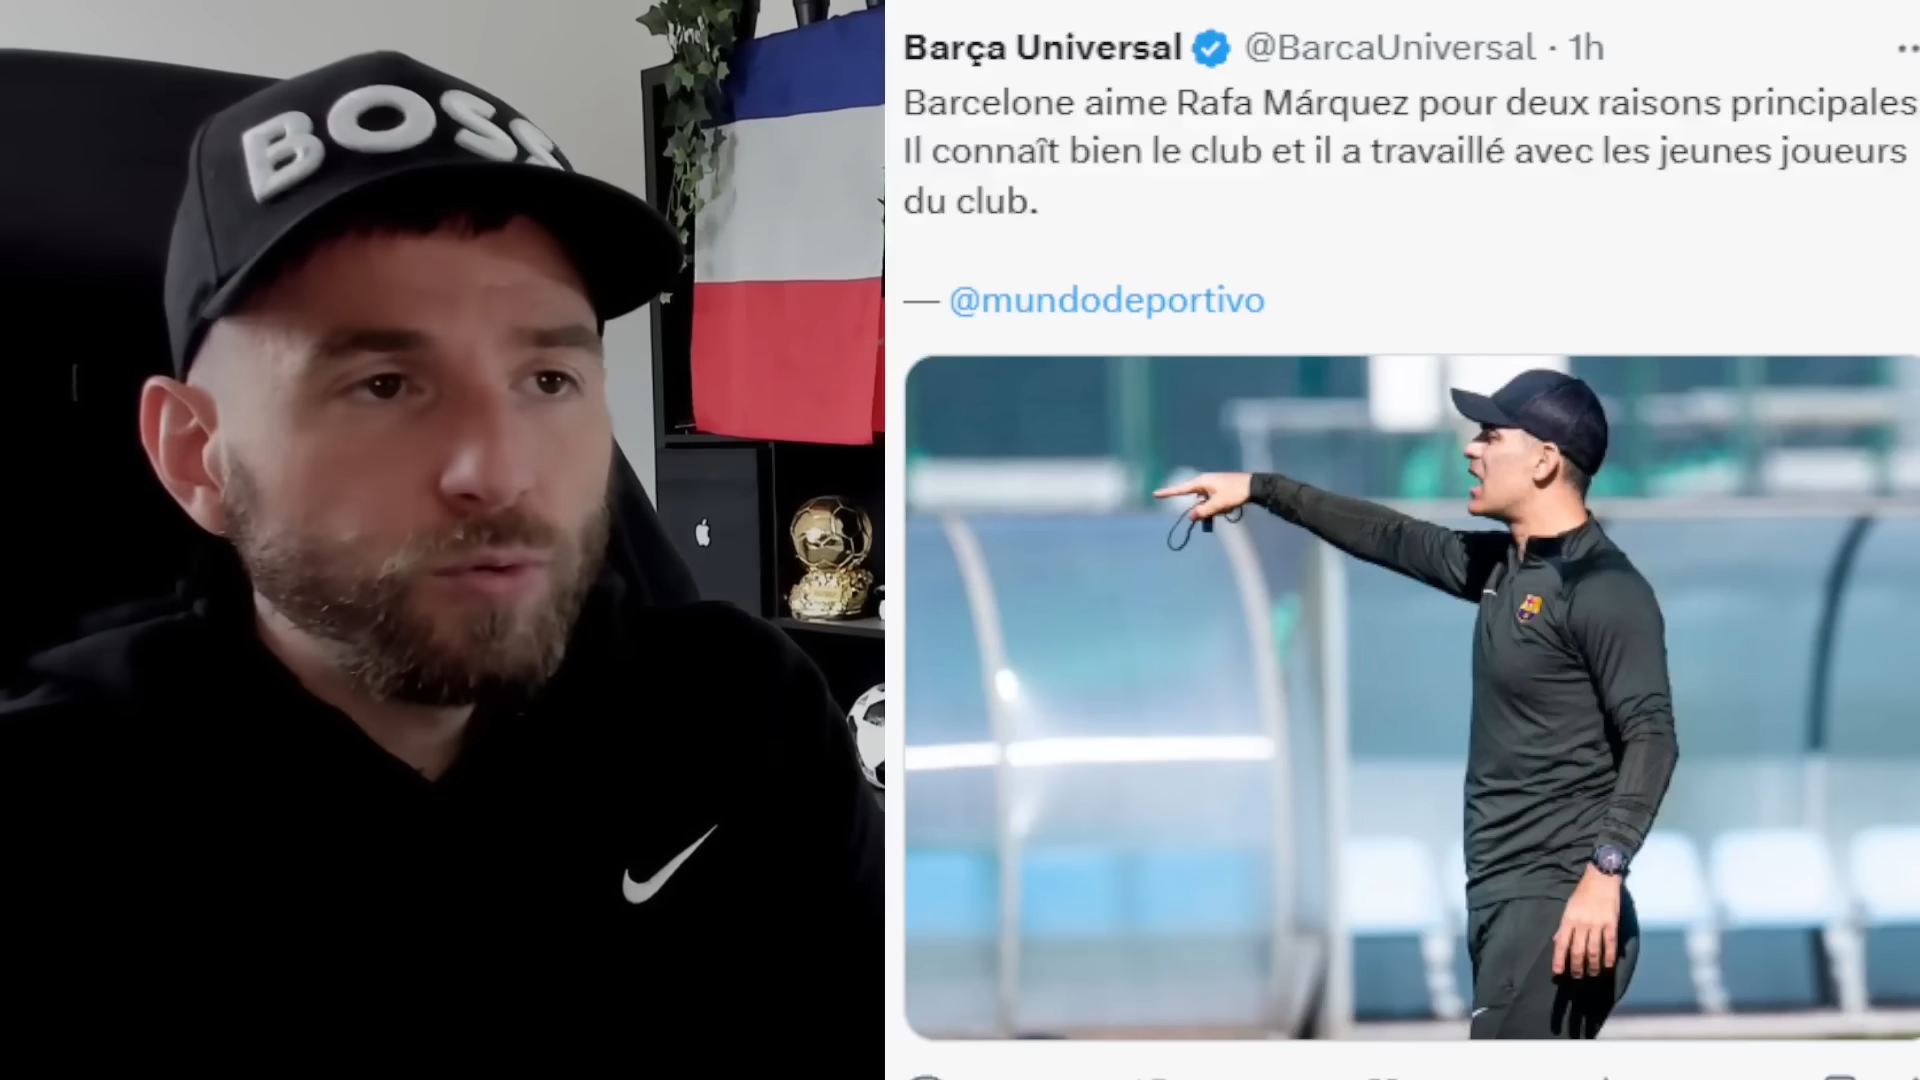 BOSS
Barça Universal @BarcaUniversal · 1h
Barcelone aime Rafa Márquez pour deux raisons principales
Il connaît bien le club et il a travaillé avec les jeunes joueurs
du club.
— @mundodeportivo